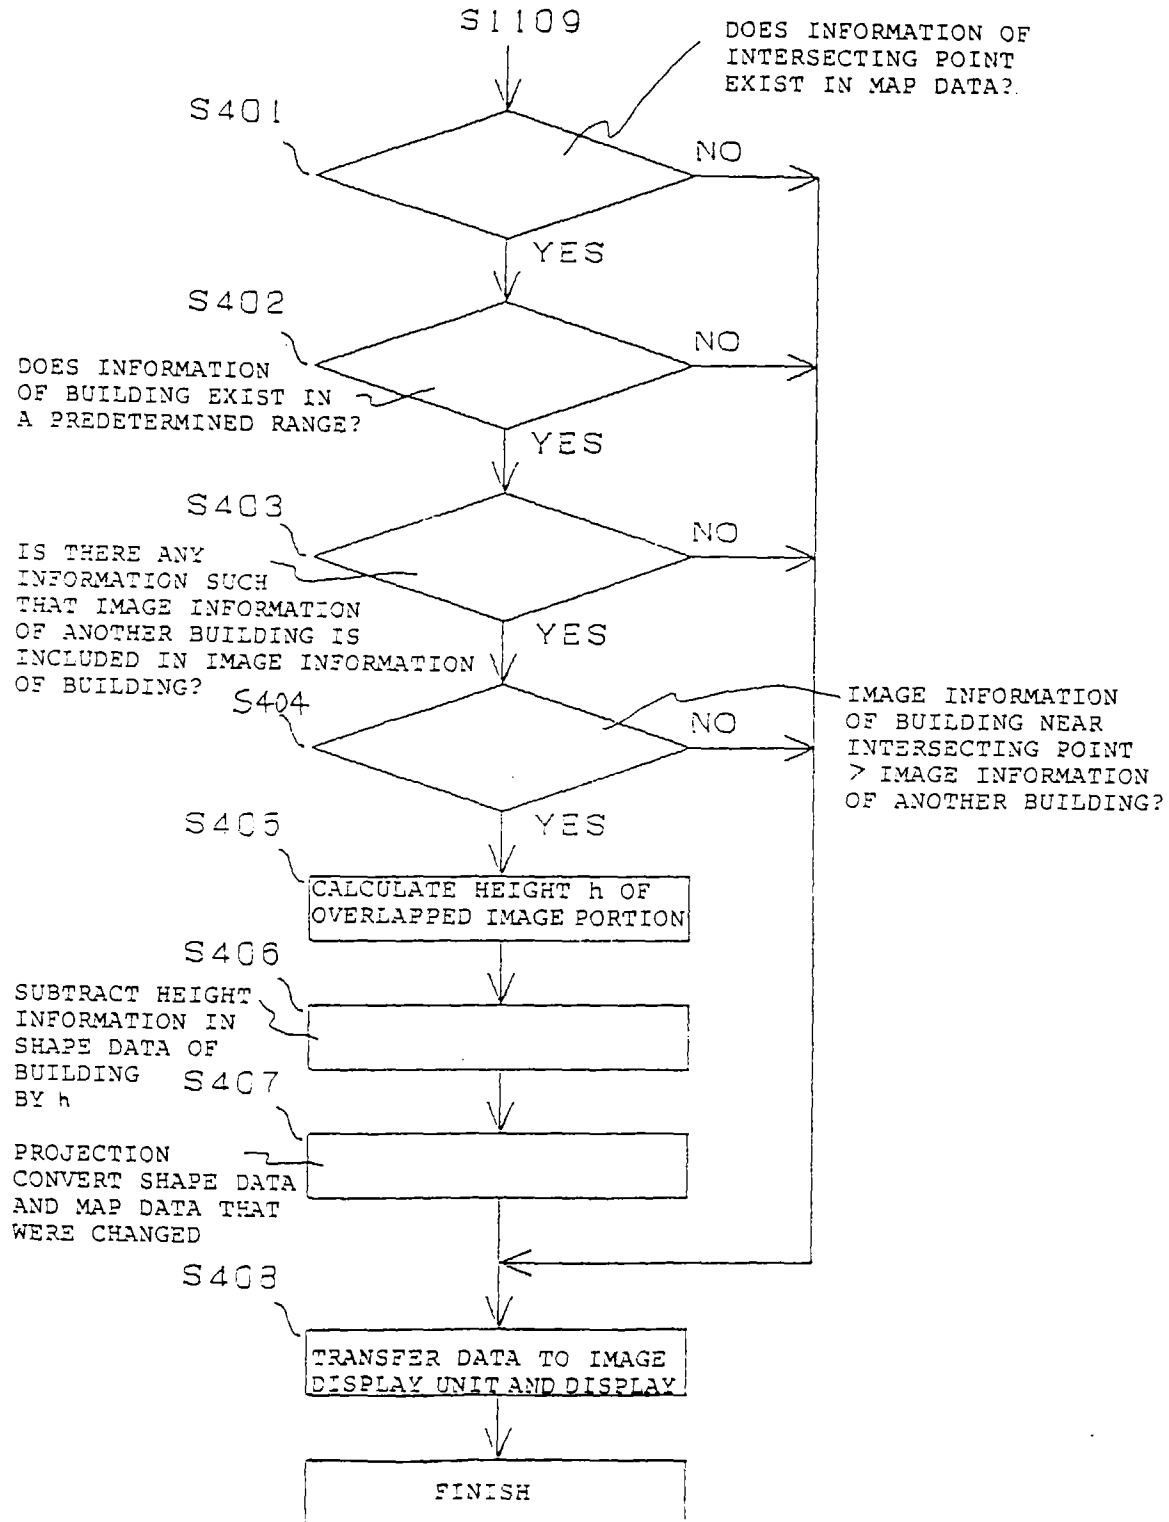 S1109
DOES INFORMATION OF
INTERSECTING POINT
EXIST IN MAP DATA?
S401
NO
YES
S402
NO
DOES INFORMATION
OF BUILDING EXIST IN
A PREDETERMINED RANGE?
YES
S403
NO
IS THERE ANY
INFORMATION SUCH
THAT IMAGE INFORMATION
OF ANOTHER BUILDING IS
INCLUDED IN IMAGE INFORMATION
OF BUILDING?
YES
S404
NO
IMAGE INFORMATION
OF BUILDING NEAR
INTERSECTING POINT
> IMAGE INFORMATION
OF ANOTHER BUILDING?
YES
S405
CALCULATE HEIGHT h OF
OVERLAPPED IMAGE PORTION
S406
SUBTRACT HEIGHT
INFORMATION IN
SHAPE DATA OF
BUILDING
BY h
S407
PROJECTION
CONVERT SHAPE DATA
AND MAP DATA THAT
WERE CHANGED
S408
TRANSFER DATA TO IMAGE
DISPLAY UNIT AND DISPLAY
FINISH